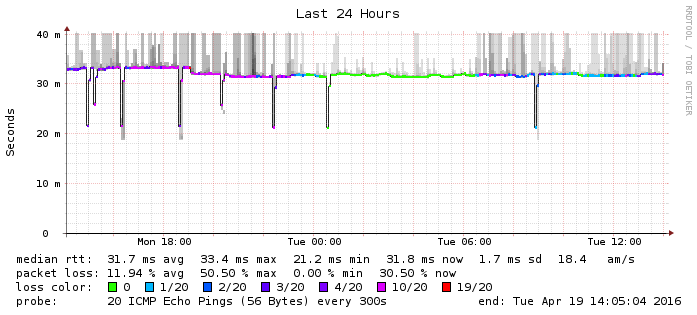 Last 24 Hours
RRDTOOL / TOBI OETIKER
Seconds
40 m
30 m
20 m
10 m
0
Mon 18:00 Tue 00:00 Tue 06:00 Tue 12:00
median rtt: 31.7 ms avg 33.4 ms max 21.2 ms min 31.8 ms now 1.7 ms sd 18.4 am/s
packet loss: 11.94 % avg 50.50 % max 0.00 % min 30.50 % now
loss color: 0 1/20 2/20 3/20 4/20 10/20 19/20
probe: 20 ICMP Echo Pings (56 Bytes) every 300s end: Tue Apr 19 14:05:04 2016